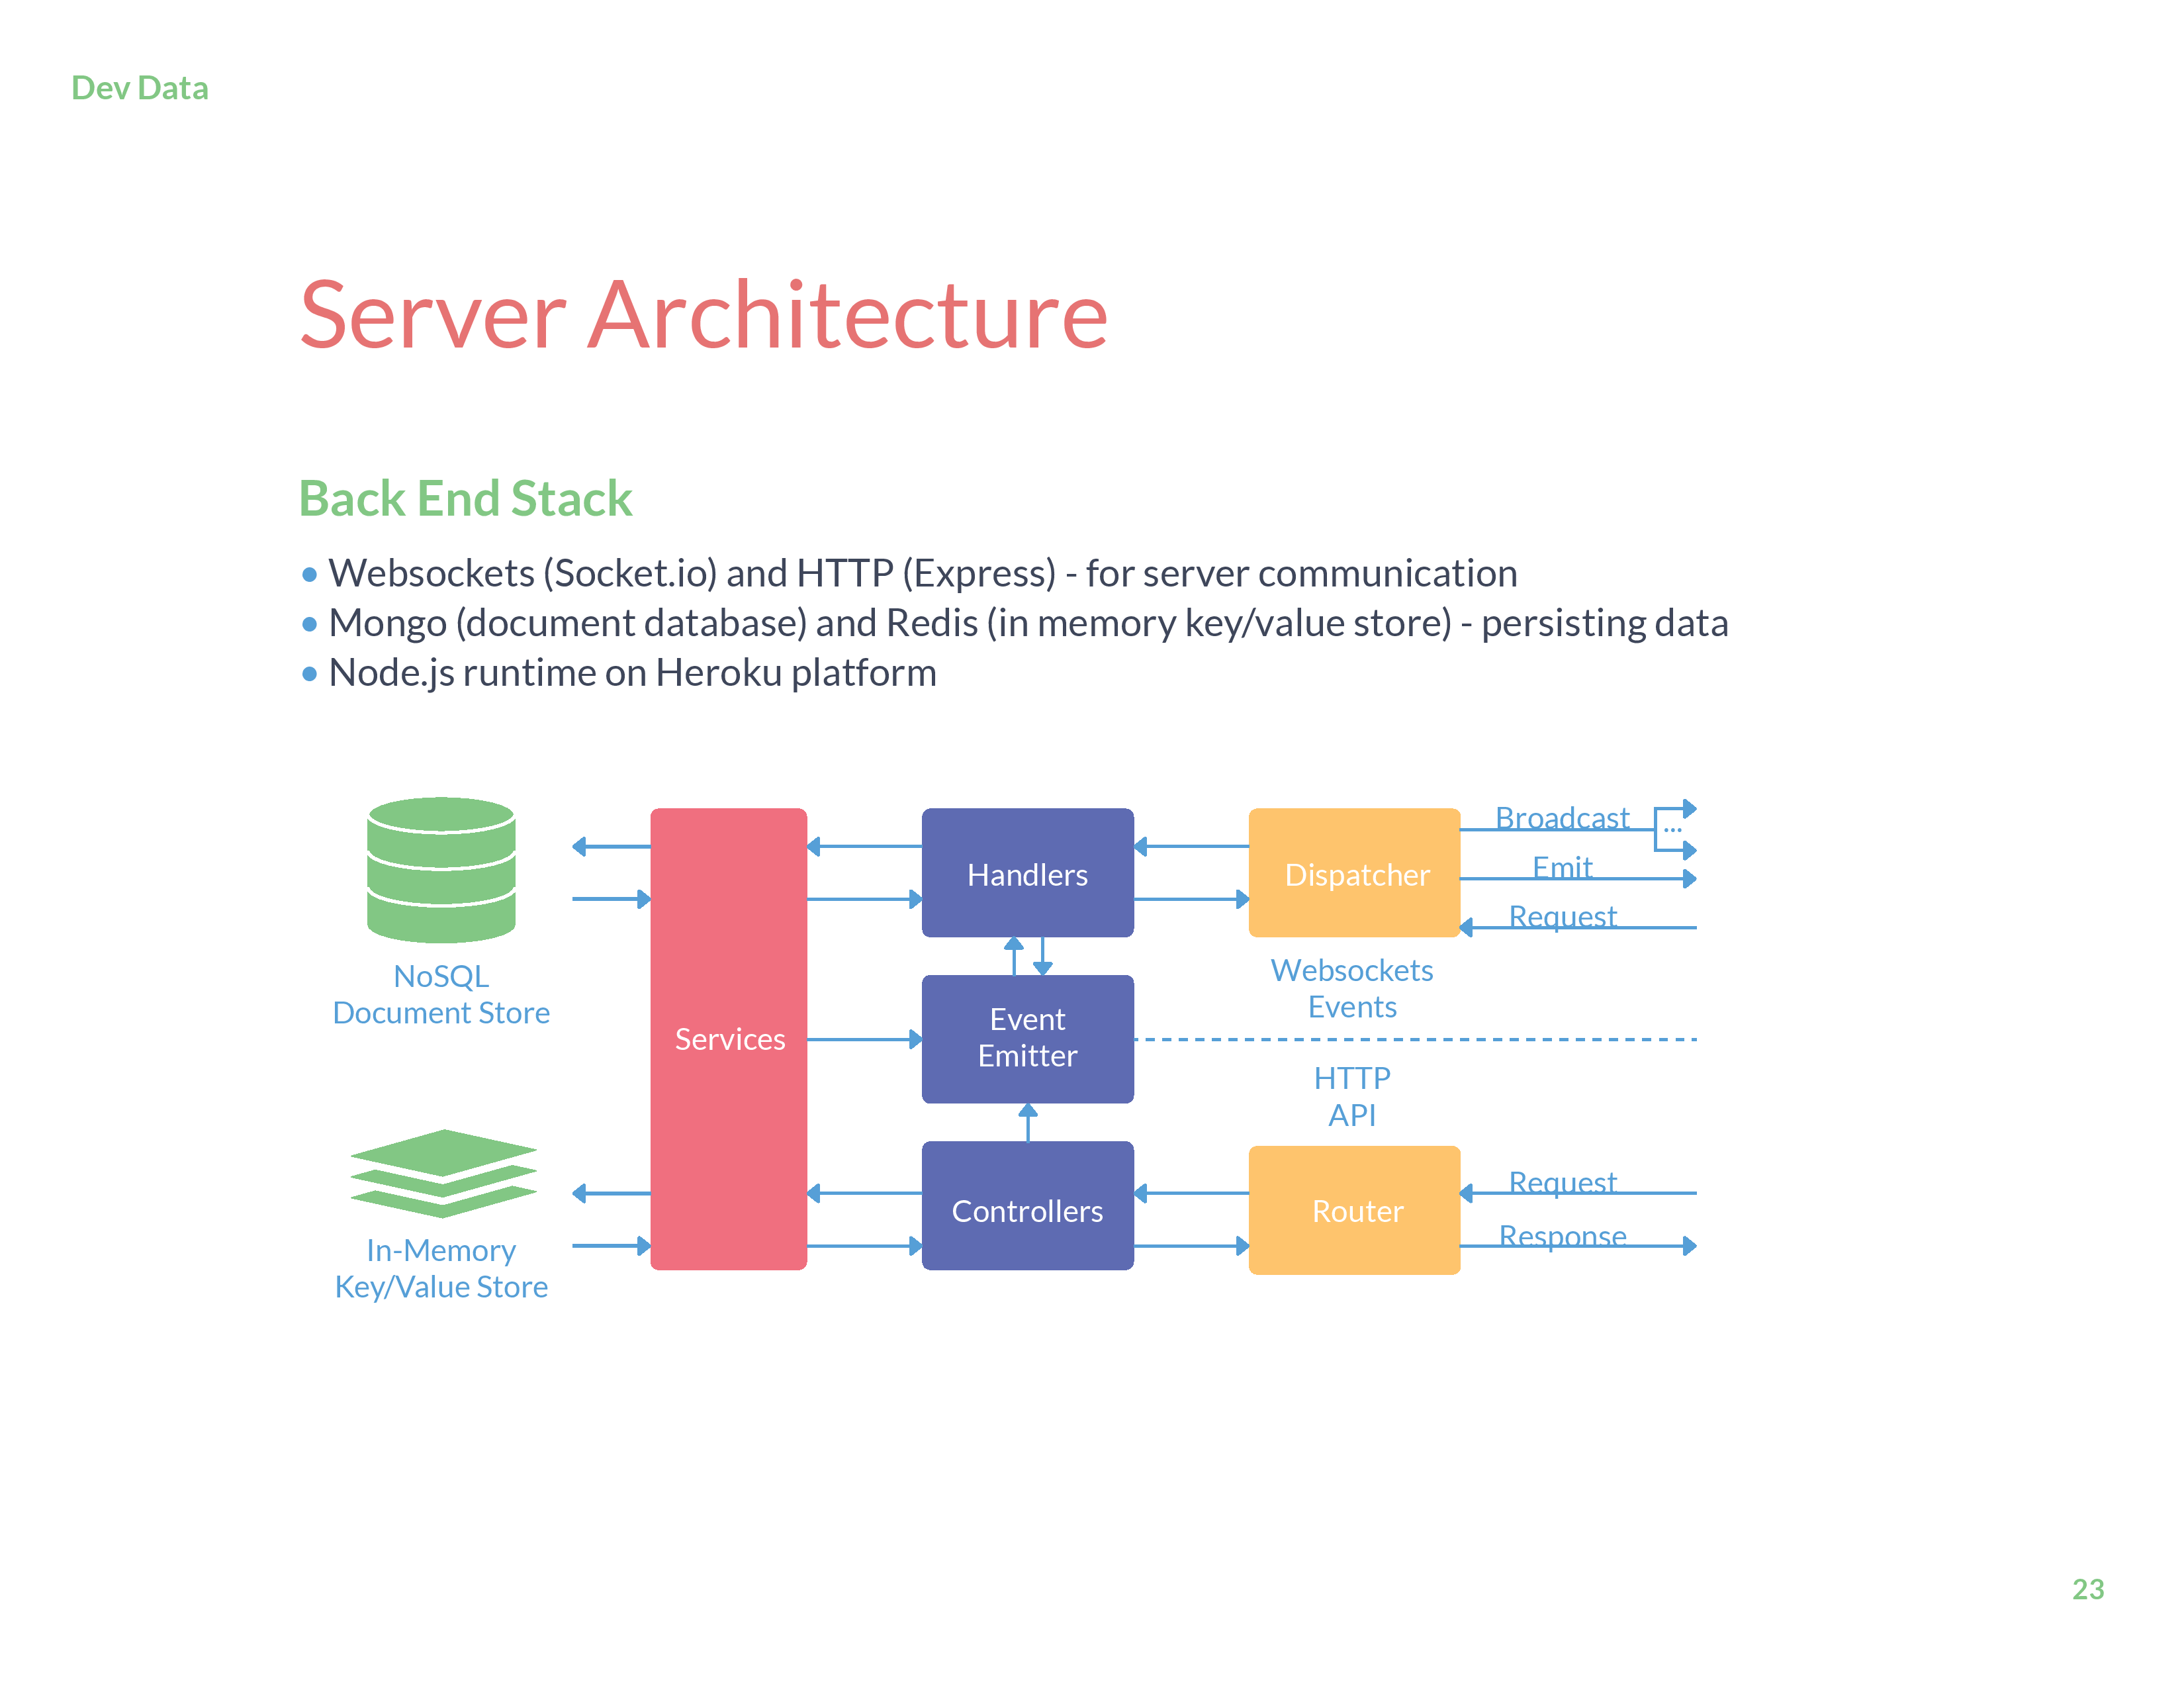 Dev Data
Server Architecture
Back End Stack
• Websockets (Socket.io) and HTTP (Express) - for server communication
• Mongo (document database) and Redis (in memory key/value store) - persisting data
• Node.js runtime on Heroku platform
NoSQL
Document Store
In-Memory
Key/Value Store
Services
Handlers
Event
Emitter
Controllers
Dispatcher
Websockets
Events
HTTP
API
Router
Broadcast
...
Emit
Request
Request
Response
23